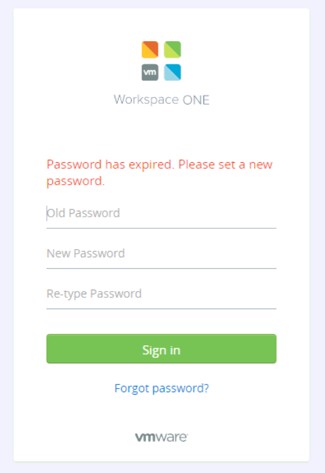 vm
Workspace ONE
Password has expired. Please set a new
password.
Old Password
New Password
Re-type Password
Sign in
Forgot password?
vmware